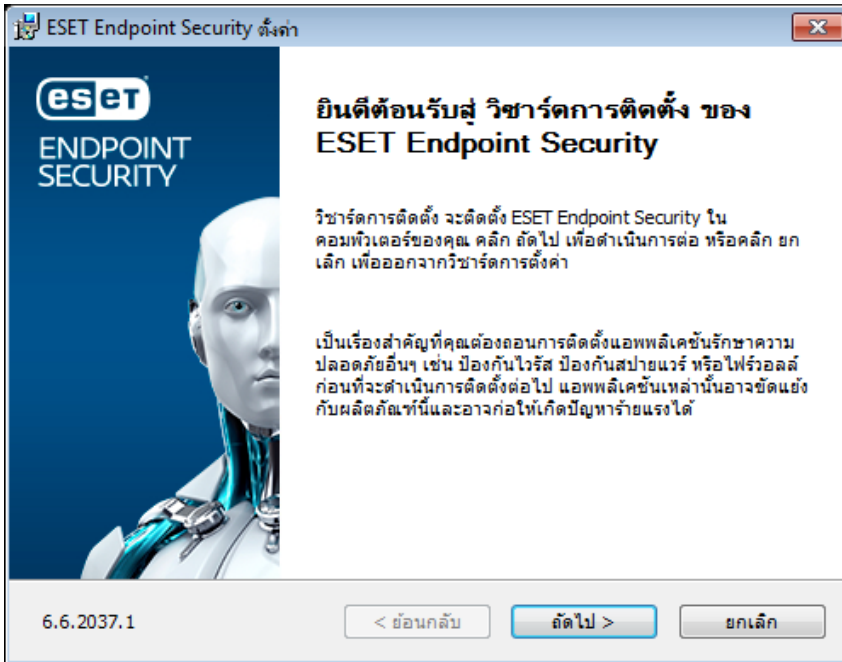 ESET Endpoint Security ตั้งค่า
eset
ENDPOINT
SECURITY
ยินดีต้อนรับสู่ วิซาร์ดการติดตั้ง ของ
ESET Endpoint Security
วิซาร์ดการติดตั้ง จะติดตั้ง ESET Endpoint Security ใน
คอมพิวเตอร์ของคุณ คลิก ถัดไป เพื่อดำเนินการต่อ หรือคลิก ยก
เลิก เพื่อออกจากวิซาร์ดการตั้งค่า
เป็นเรื่องสำคัญที่คุณต้องถอนการติดตั้งแอพพลิเคชันรักษาความ
ปลอดภัยอื่นๆ เช่น ป้องกันไวรัส ป้องกันสปายแวร์ หรือไฟร์วอลล์
ก่อนที่จะดำเนินการติดตั้งต่อไป แอพพลิเคชันเหล่านั้นอาจขัดแย้ง
กับผลิตภัณฑ์นี้และอาจก่อให้เกิดปัญหาร้ายแรงได้
6.6.2037.1
< ย้อนกลับ
ถัดไป >
ยกเลิก